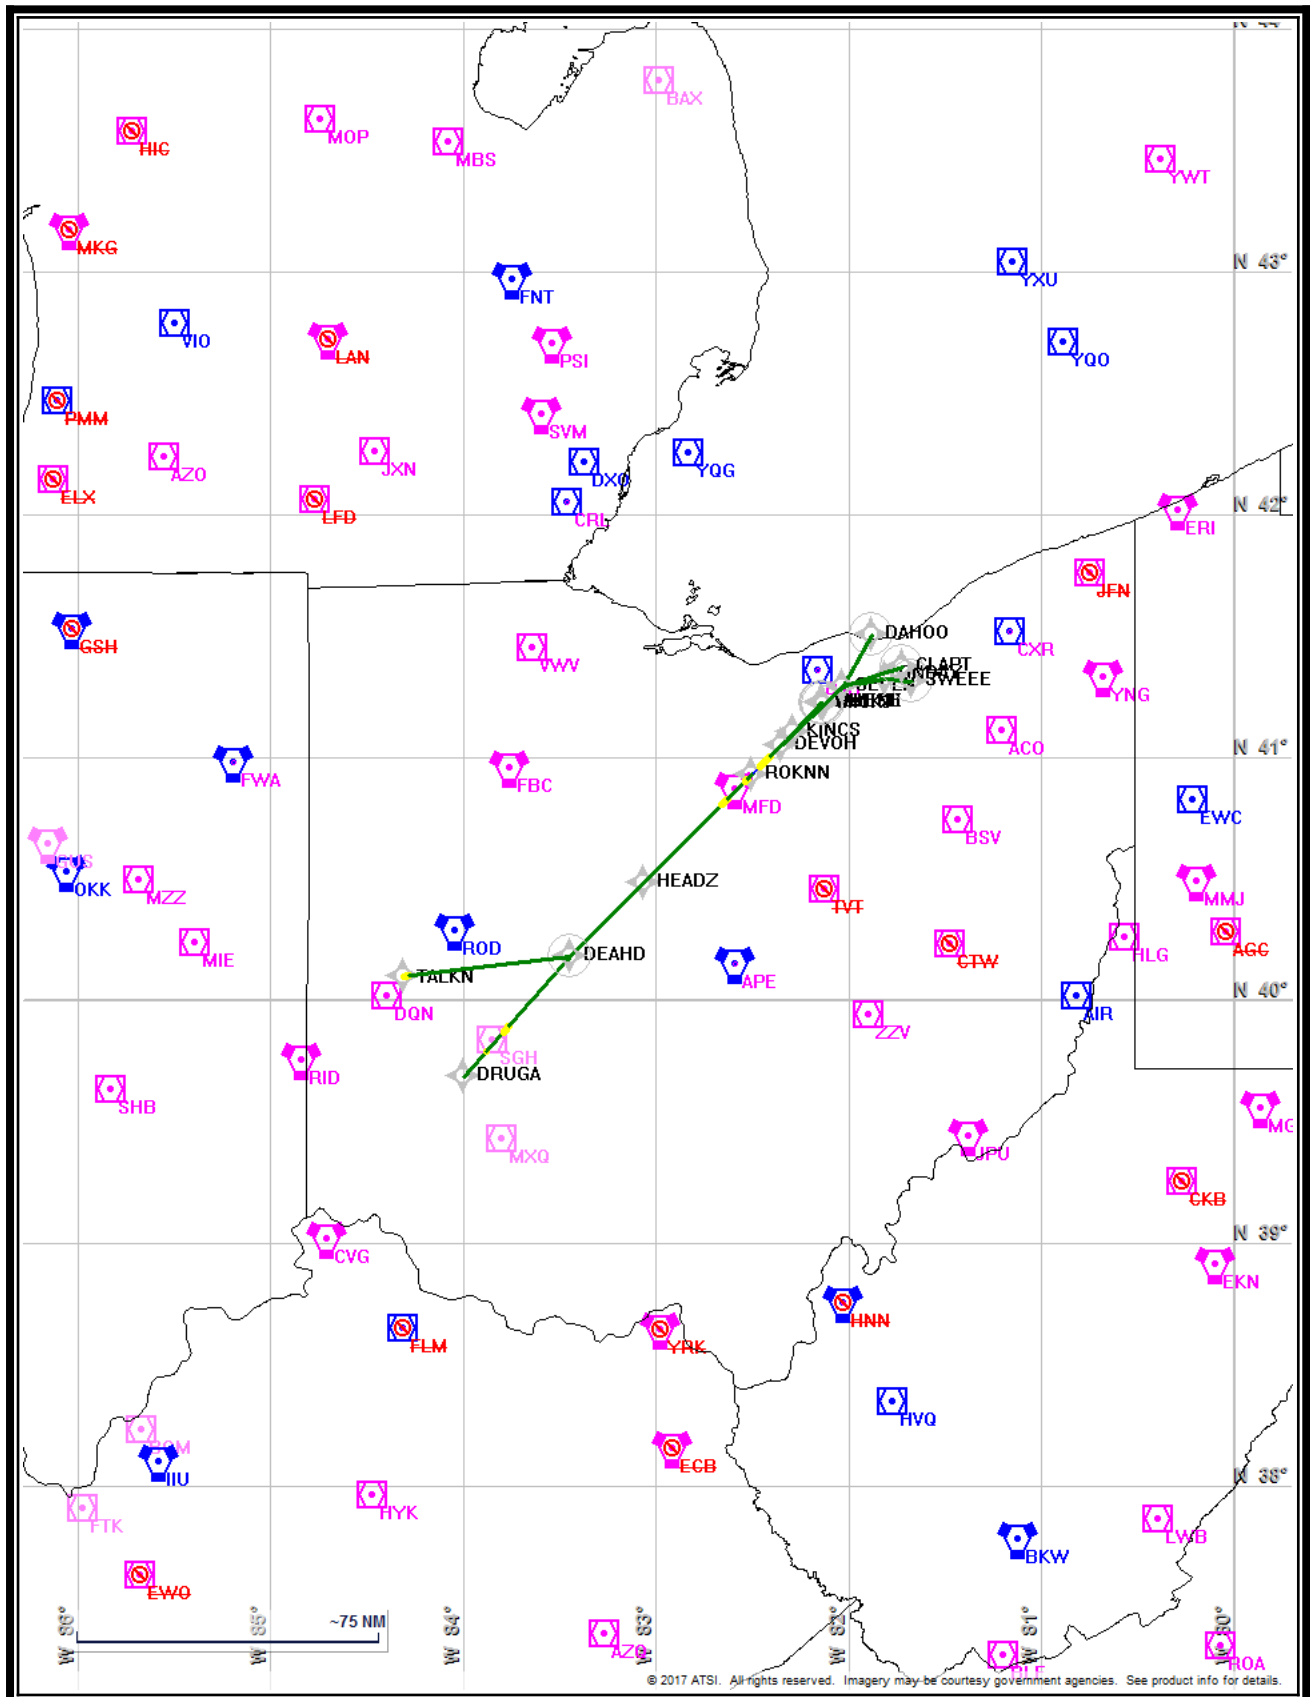 N 44°
BAX
MOP
HIC
MBS
YWT
MKG
N 43°
YXU
FNT
VIO
LAN
PSI
YQO
PMM
SVM
AZO
JXN
DXO
YQG
ELX
LFD
CRL
N 42°
ERI
JFN
GSH
DAHOO
CXR
VWV
CLAPT
SWEEE
YNG
KINCS
ACO
DEVOH
N 41°
FWA
FBC
ROKNN
MFD
EWC
BSV
GUS
OKK
MZZ
HEADZ
TVT
MMJ
ROD
MIE
DEAHD
CTW
HLG
AGC
TALKN
APE
DQN
N 40°
AIR
ZZV
SGH
RID
DRUGA
SHB
MG
MXQ
JPU
CKB
N 39°
CVG
EKN
HNN
FLM
YRK
HVQ
BOM
ECB
IIU
N 38°
HYK
FTK
LWB
BKW
EWO
~75 NM
AZQ
ROA
W 86°
W 85°
W 84°
W 83°
W 82°
W 81°
W 80°
© 2017 ATSI. All rights reserved. Imagery may be courtesy government agencies. See product info for details.